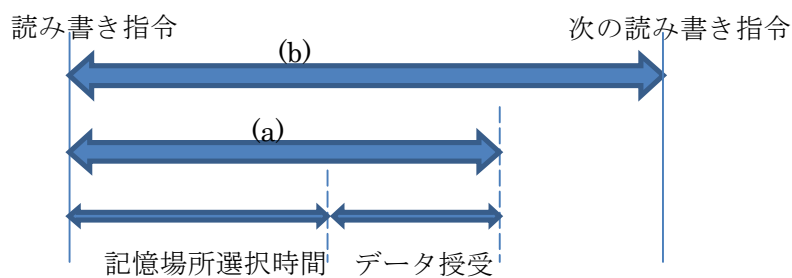 読み書き指令
次の読み書き指令
(b)
(a)
記憶場所選択時間
データ授受